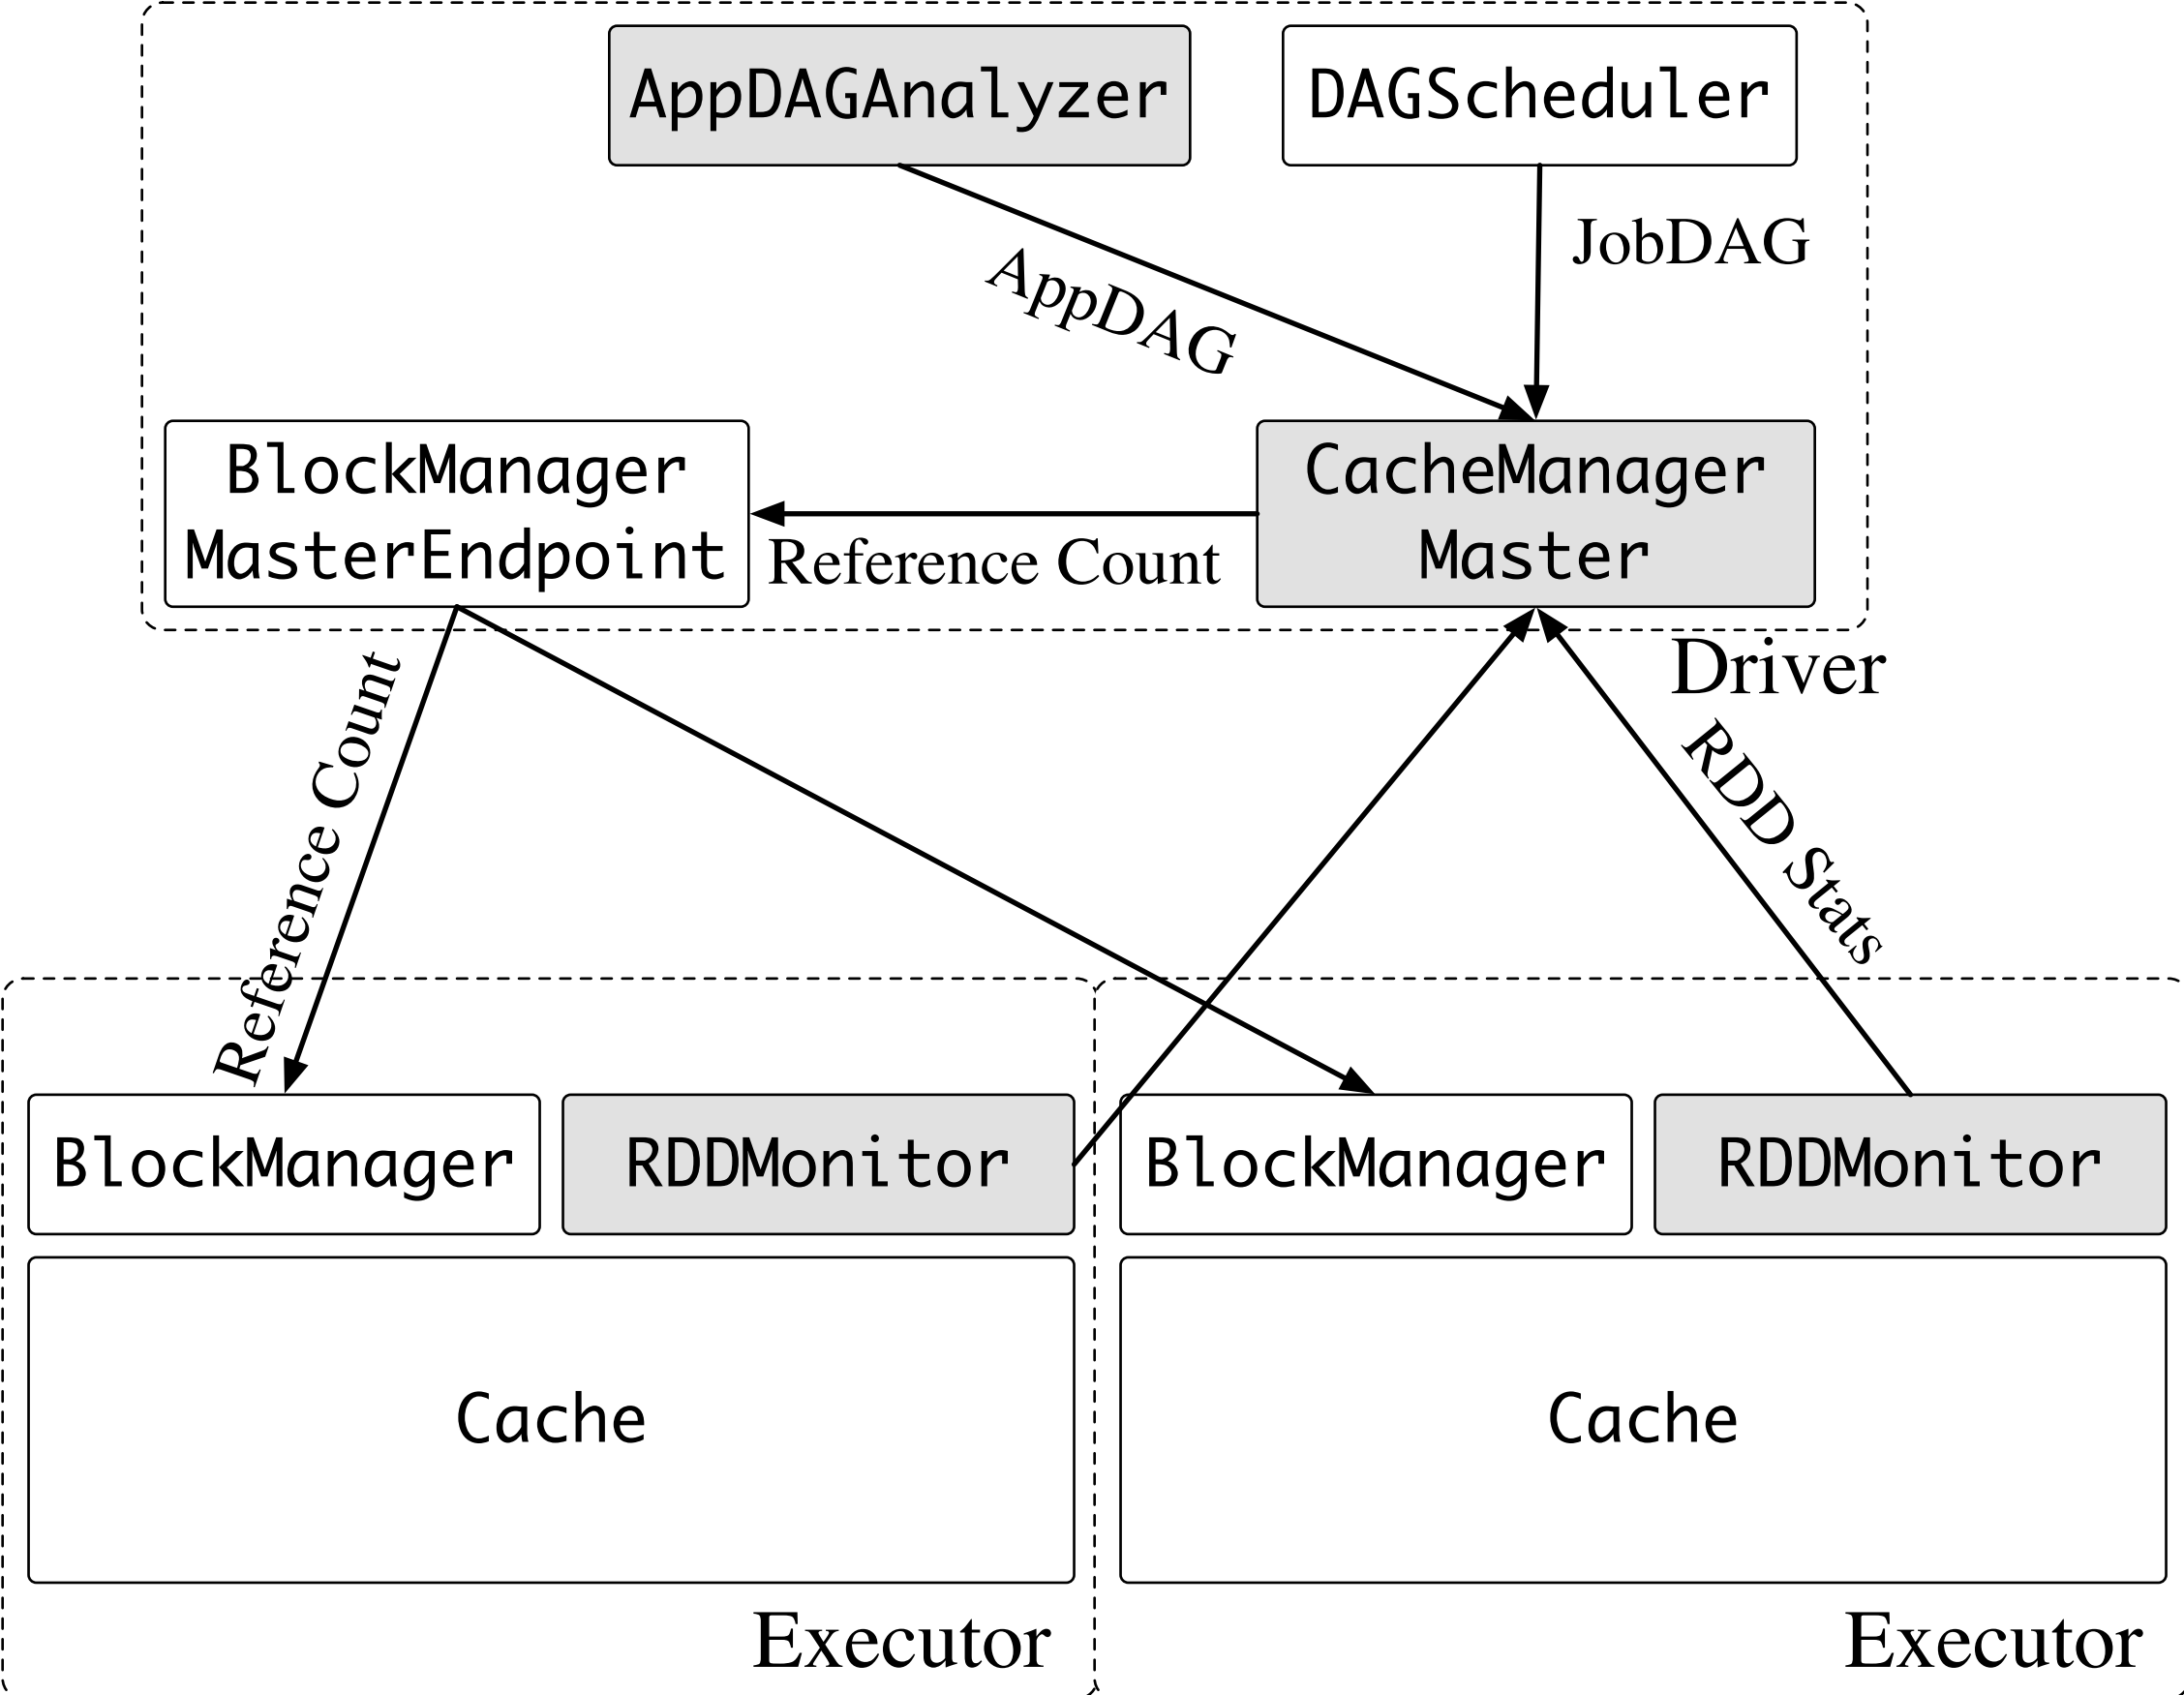 AppDAGAnalyzer
DAGScheduler
AppDAG
JobDAG
BlockManager
MasterEndpoint
Reference Count
CacheManager
Master
Driver
Reference Count
RDD Stats
BlockManager
RDDMonitor
BlockManager
RDDMonitor
Cache
Cache
Executor
Executor